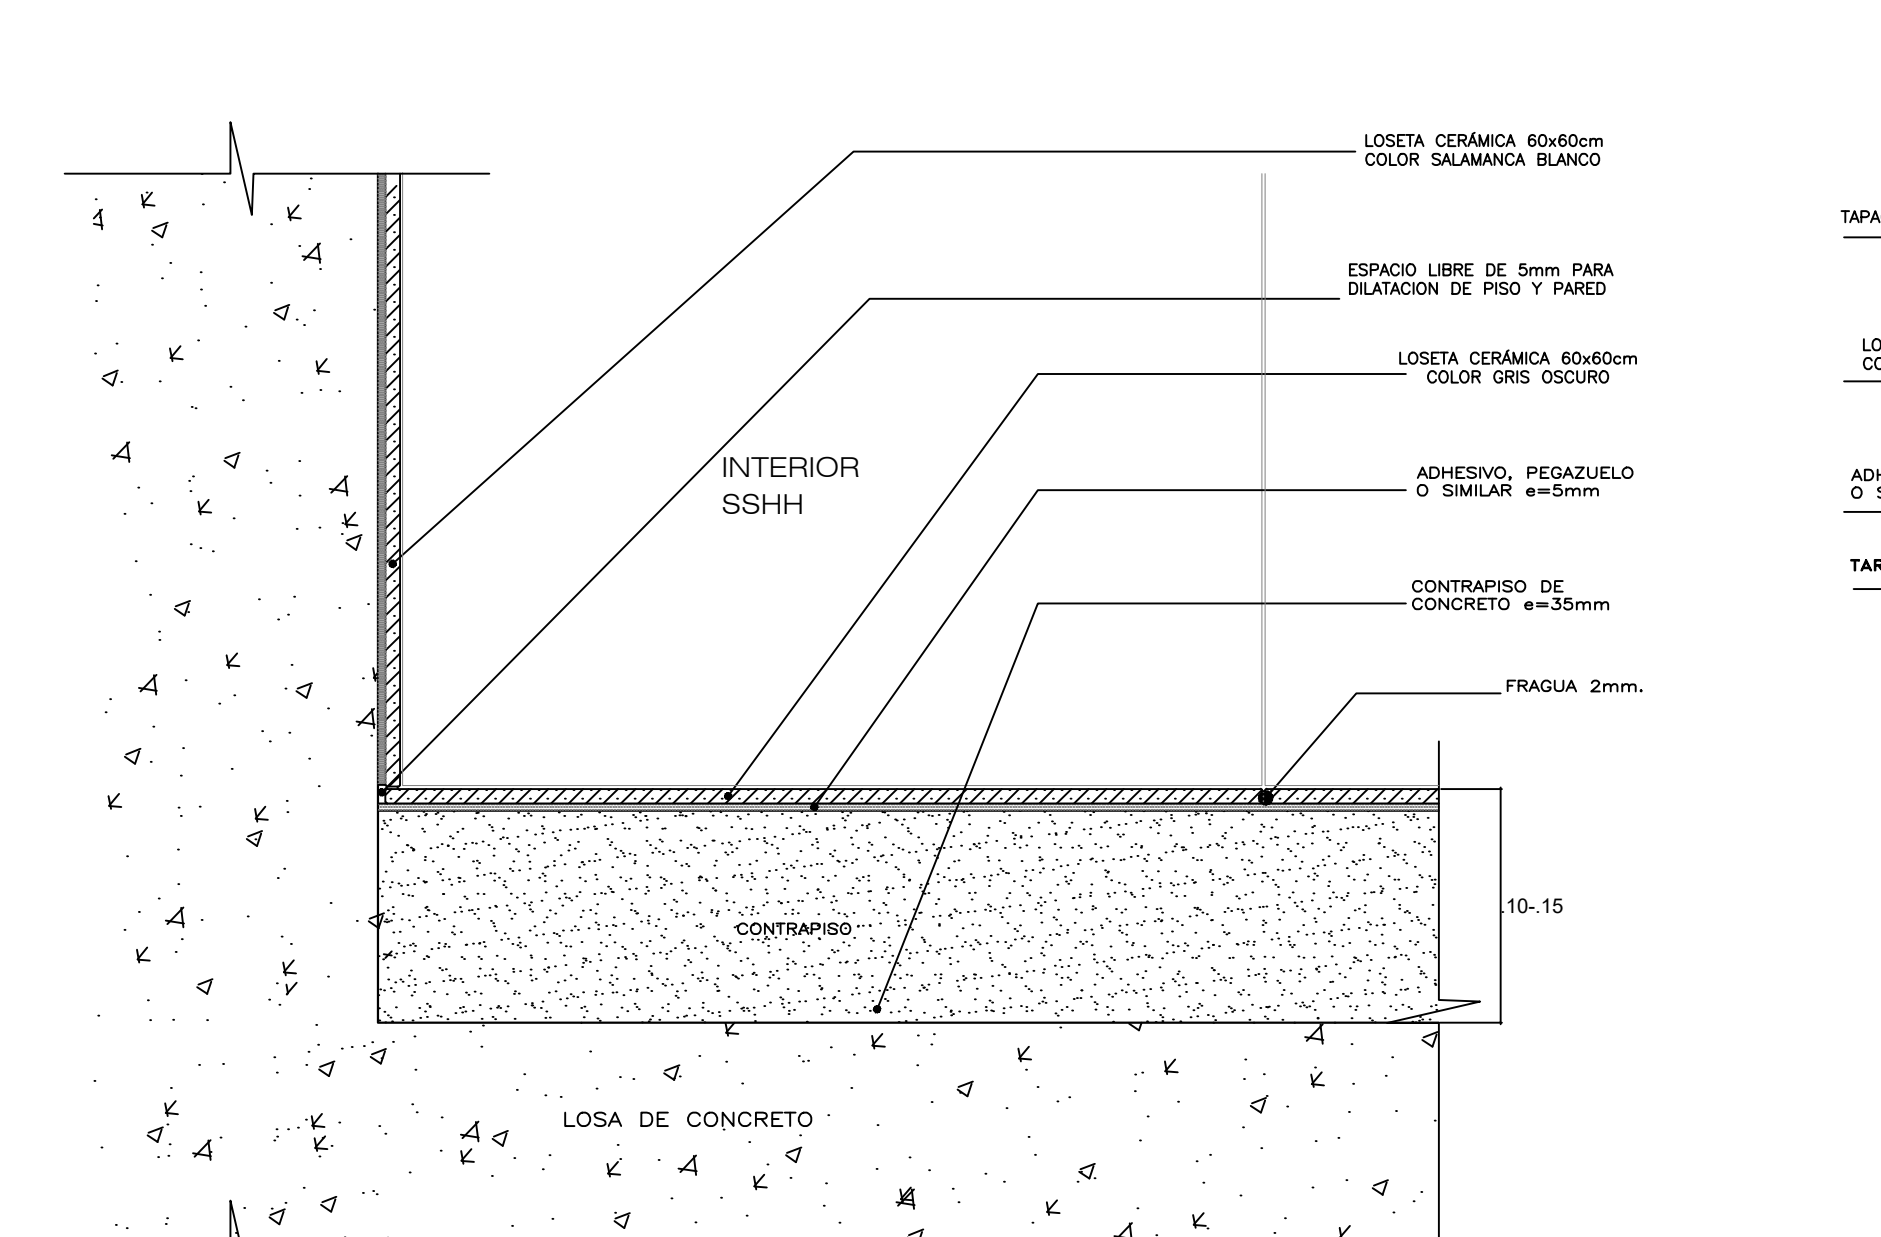 LOSETA CERÁMICA 60x60cm
COLOR SALAMANCA BLANCO
ESPACIO LIBRE DE 5mm PARA
DILATACION DE PISO Y PARED
LOSETA CERÁMICA 60x60cm
COLOR GRIS OSCURO
INTERIOR
SSHH
ADHESIVO, PEGAZUELO
O SIMILAR e=5mm
CONTRAPISO DE
CONCRETO e=35mm
FRAGUA 2mm.
.10-.15
CONTRAPISO
LOSA DE CONCRETO